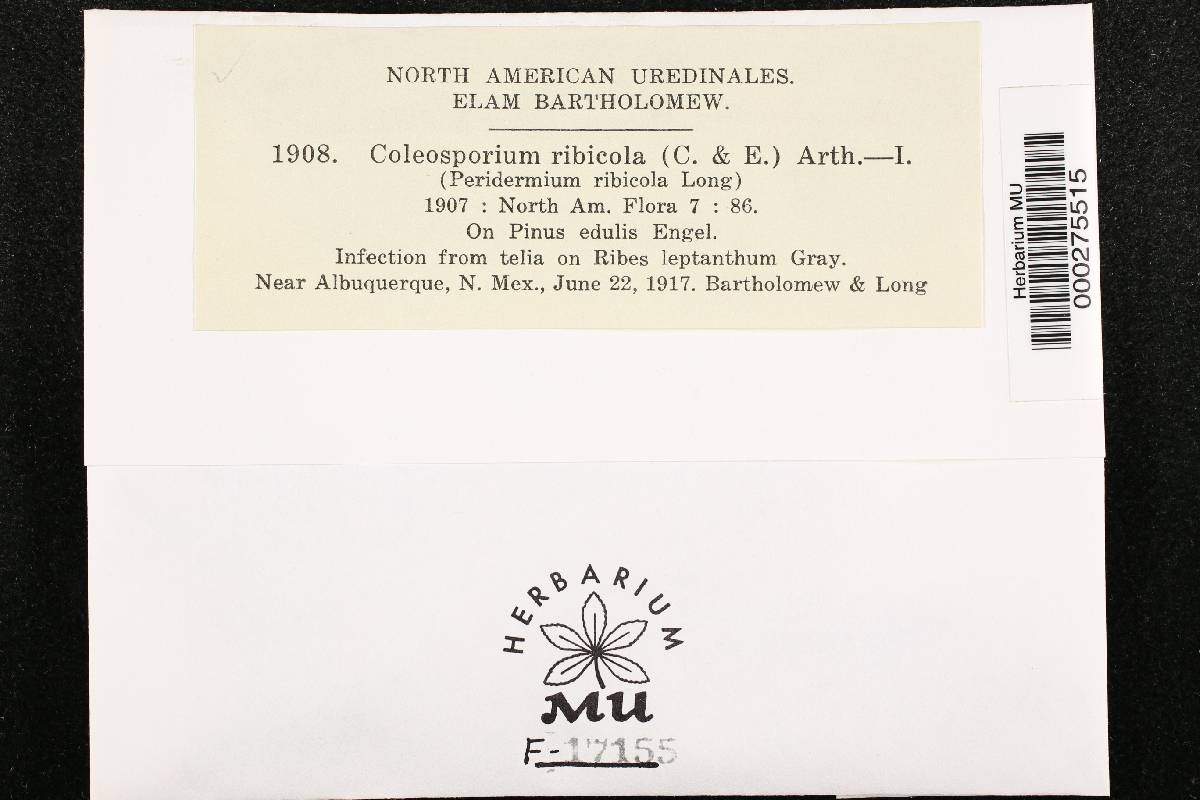 NORTH AMERICAN UREDINALES.
ELAM BARTHOLOMEW.
1908. Coleosporium ribicola (C. & E.) Arth.—I.
(Peridermium ribicola Long)
1907 : North Am. Flora 7 : 86.
On Pinus edulis Engel.
Infection from telia on Ribes leptanthum Gray.
Near Albuquerque, N. Mex., June 22, 1917. Bartholomew & Long
Herbarium MU
000275515
HERBARIUM
MU
F-17155